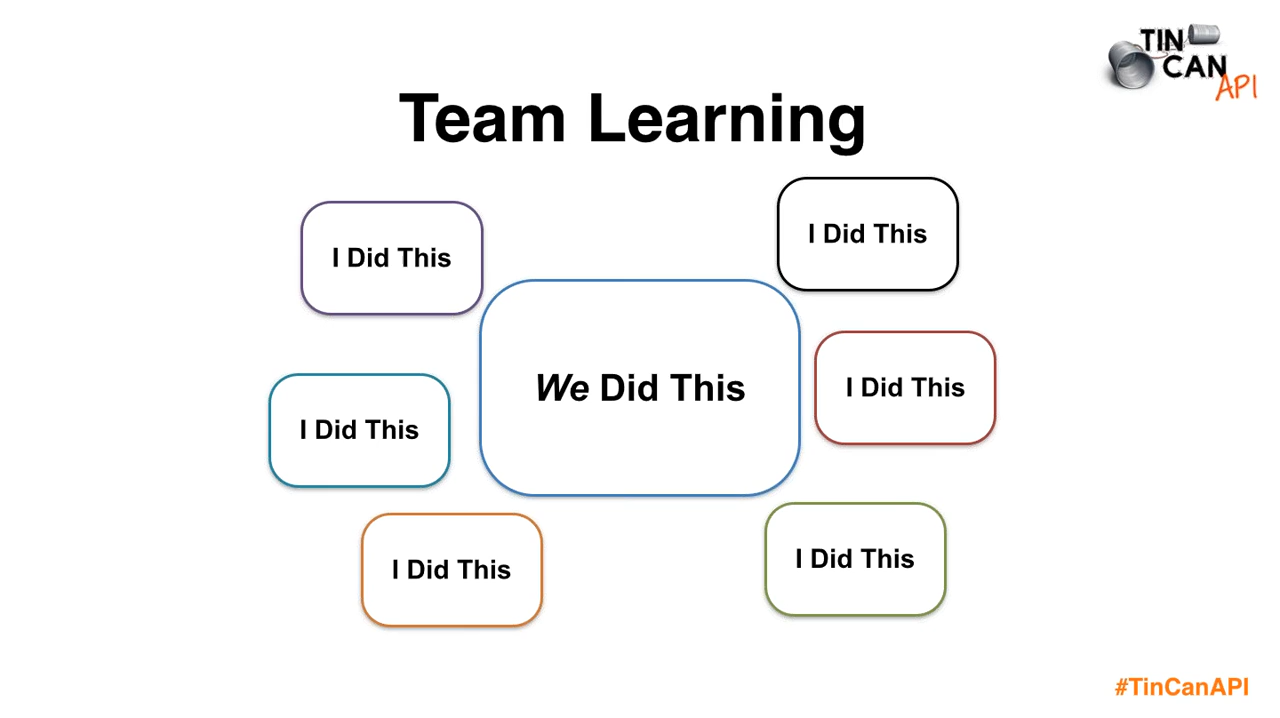 TIN
CAN
API
Team Learning
I Did This
I Did This
We Did This
I Did This
I Did This
I Did This
I Did This
#TinCanAPI